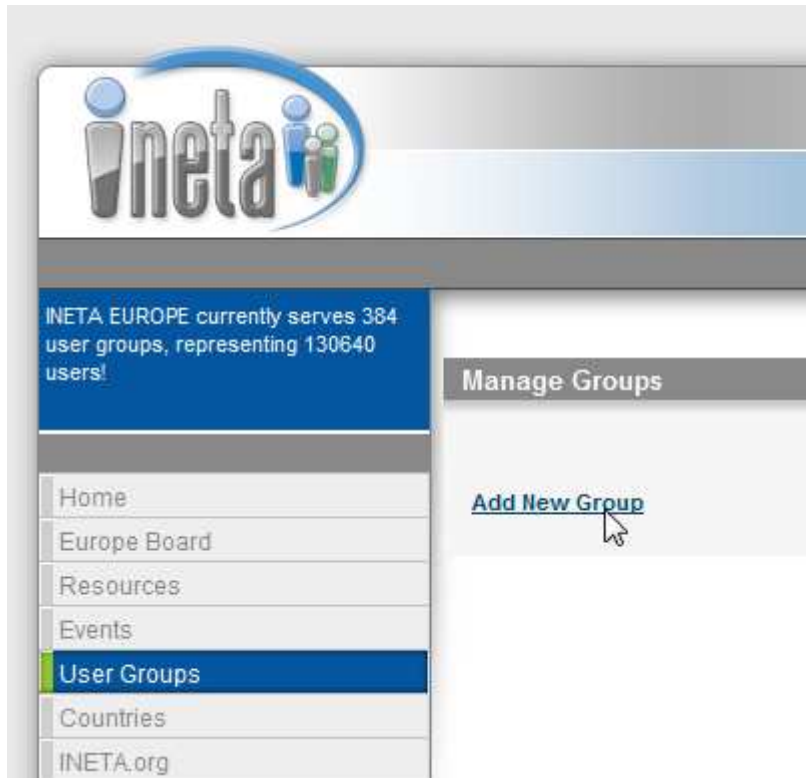 ineta
INETA EUROPE currently serves 384
user groups, representing 130640
users!
Manage Groups
Add New Group
Home
Europe Board
Resources
Events
User Groups
Countries
INETA.org